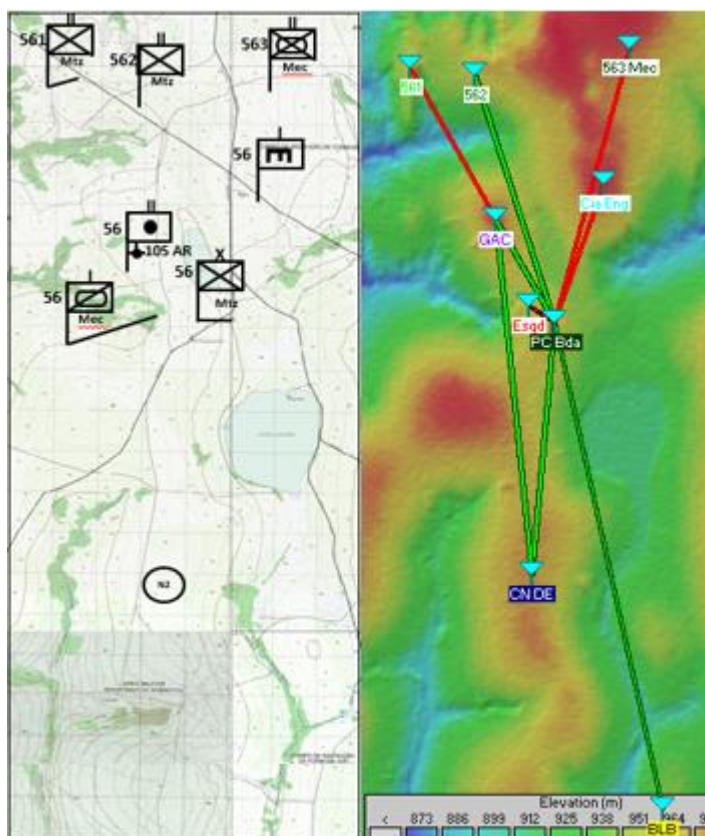 561
Mtz
562
Mtz
563
Mec
56
56
105 AR
56
Mtz
56
Mec
N2
561
562
563 Mec
Cia Eng
GAC
Esqd
PC Bda
CN DE
Elevation (m)
< 873 886 899 912 925 938 951 964
BLB